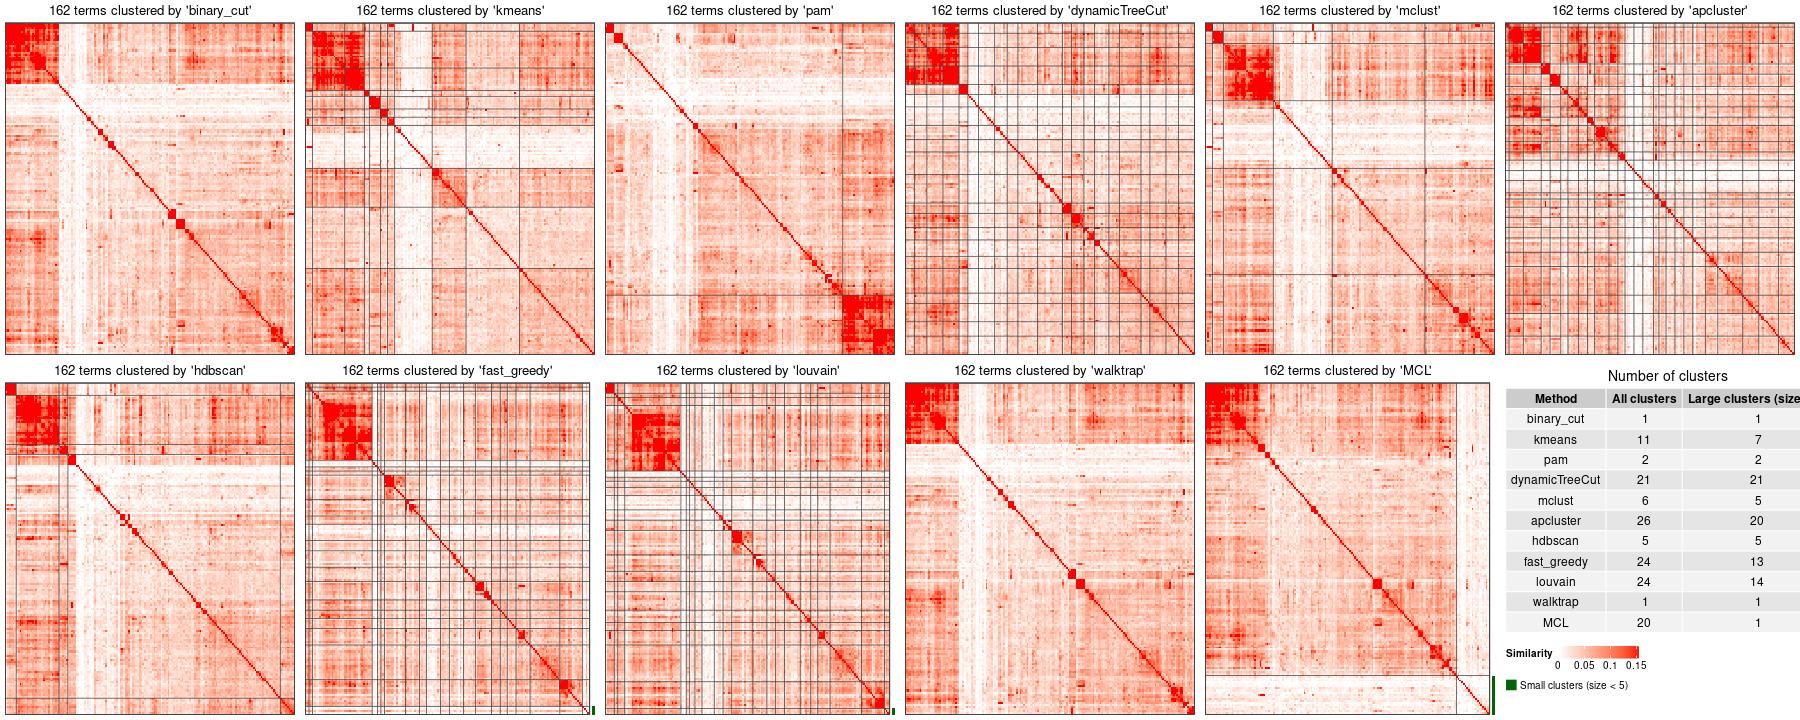 162 terms clustered by 'binary_cut'
162 terms clustered by 'kmeans'
162 terms clustered by 'pam'
162 terms clustered by 'dynamicTreeCut'
162 terms clustered by 'mclust'
162 terms clustered by 'apcluster'
162 terms clustered by 'hdbscan'
162 terms clustered by 'fast_greedy'
162 terms clustered by 'louvain'
162 terms clustered by 'walktrap'
162 terms clustered by 'MCL'
Number of clusters
Method All clusters Large clusters (size
binary_cut 1 1
kmeans 11 7
pam 2 2
dynamicTreeCut 21 21
mclust 6 5
apcluster 26 20
hdbscan 5 5
fast_greedy 24 13
louvain 24 14
walktrap 1 1
MCL 20 1
Similarity
0 0.05 0.1 0.15
Small clusters (size < 5)